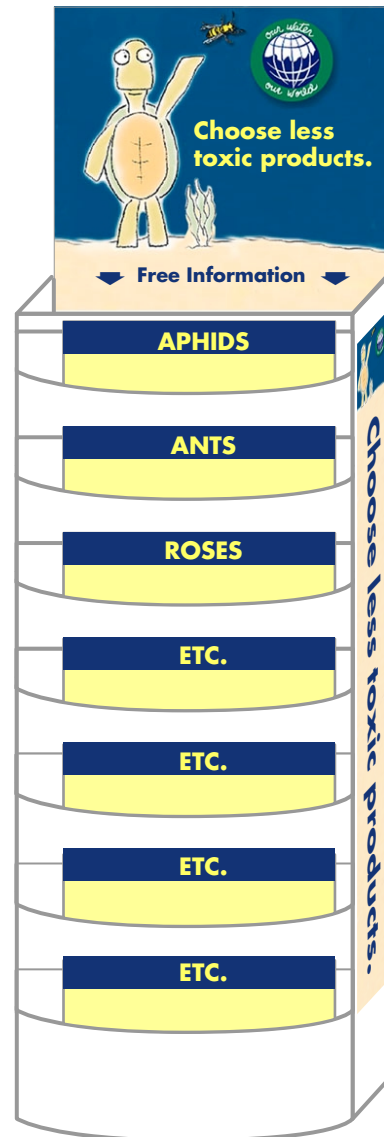 our water
our world
Choose less
toxic products.
Free Information
APHIDS
ANTS
ROSES
ETC.
ETC.
ETC.
ETC.
Choose less toxic products.